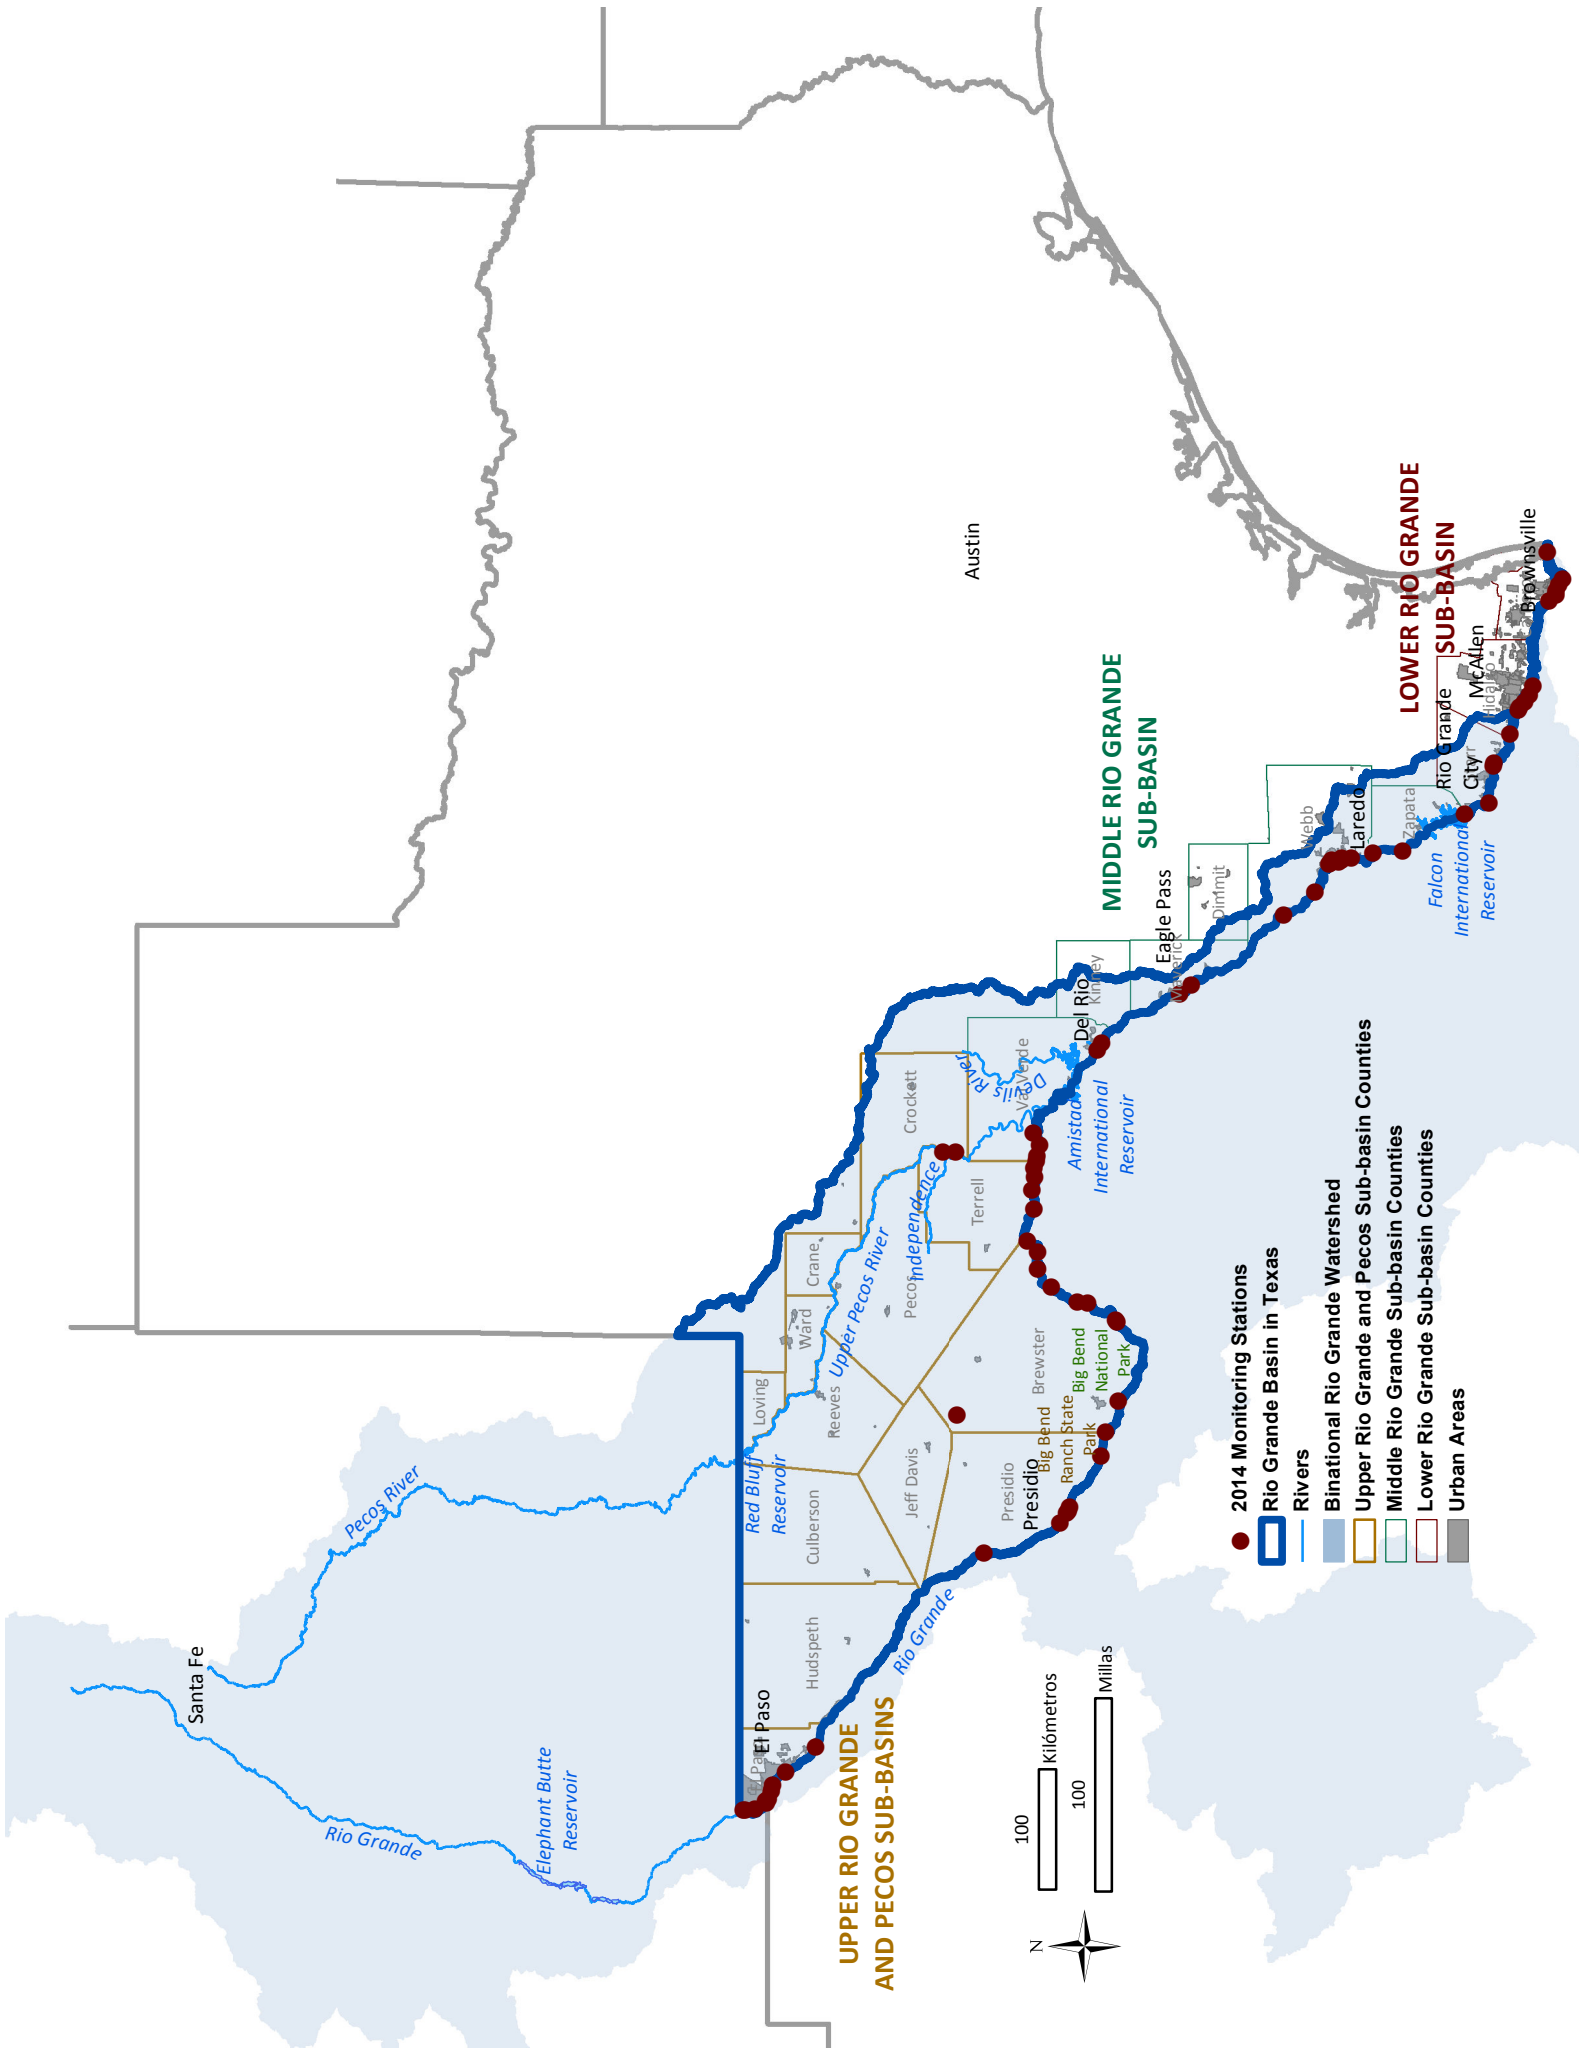 Santa Fe
Pecos River
Rio Grande
Elephant Butte
Reservoir
Red Bluff
Reservoir
El Paso
Hudspeth
Culberson
Loving
Reeves
Ward
Crane
Upper Pecos River
Pecos
Independence
Crockett
Terrell
Jeff Davis
Presidio
Presidio
Brewster
Big Bend
Ranch State
Park
Big Bend
National
Park
Rio Grande
UPPER RIO GRANDE
AND PECOS SUB-BASINS
Austin
Devils River
Val Verde
Amistad
International
Reservoir
Del Rio
Kinney
Eagle Pass
Maverick
Dimmit
MIDDLE RIO GRANDE
SUB-BASIN
Webb
Laredo
Zapata
Falcon
International
Reservoir
Rio Grande
City
Starr
McAllen
Hidalgo
Brownsville
LOWER RIO GRANDE
SUB-BASIN
N
100
Kilómetros
100
Millas
2014 Monitoring Stations
Rio Grande Basin in Texas
Rivers
Binational Rio Grande Watershed
Upper Rio Grande and Pecos Sub-basin Counties
Middle Rio Grande Sub-basin Counties
Lower Rio Grande Sub-basin Counties
Urban Areas